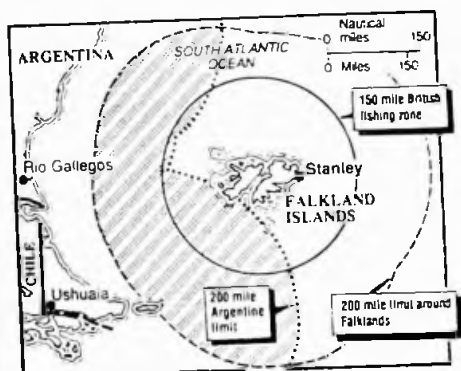 Nautical
miles
0
150
0
Miles
150
ARGENTINA
SOUTH ATLANTIC
OCEAN
150 mile British
fishing zone
Rio Gallegos
Stanley
FALKLAND
ISLANDS
CHILE
Ushuaia
200 mile
Argentine
limit
200 mile limit around
Falklands